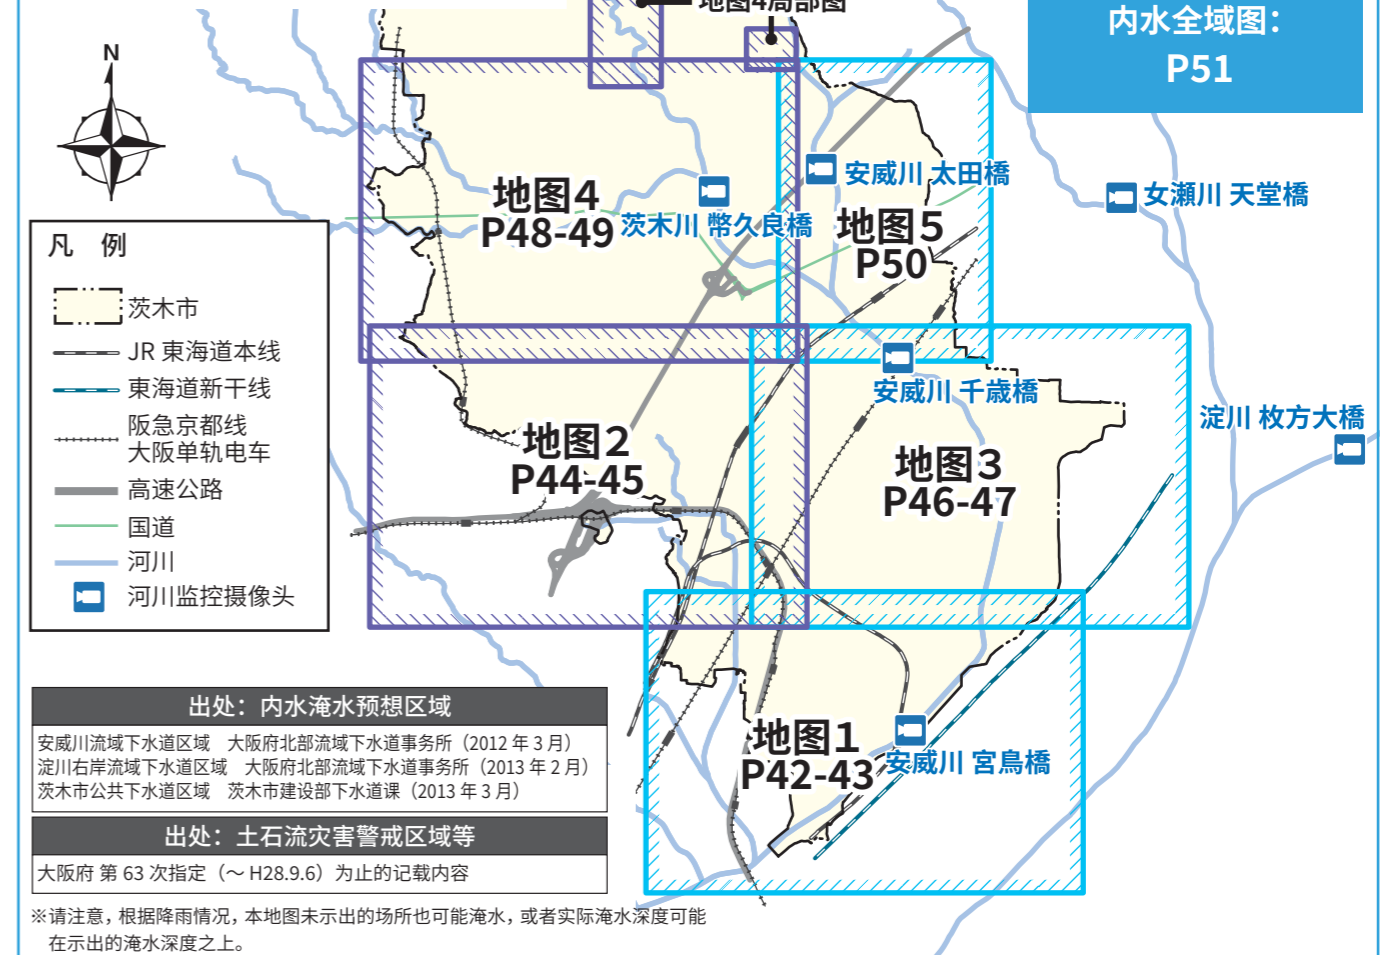 地图4局部图
内水全域图：
P51
N
安威川 太田橋
女瀬川 天堂橋
地图4
P48-49
茨木川 幣久良橋
地图5
P50
凡 例
茨木市
JR 東海道本线
東海道新干线
阪急京都线
大阪单轨电车
高速公路
国道
河川
河川监控摄像头
安威川 千歳橋
淀川 枚方大橋
地图2
P44-45
地图3
P46-47
地图1
P42-43
安威川 宮鳥橋
出处：内水淹水预想区域
安威川流域下水道区域 大阪府北部流域下水道事务所（2012 年 3 月）
淀川右岸流域下水道区域 大阪府北部流域下水道事务所（2013 年 2 月）
茨木市公共下水道区域 茨木市建设部下水道课（2013 年 3 月）
出处：土石流灾害警戒区域等
大阪府 第 63 次指定（～ H28.9.6）为止的记载内容
※请注意，根据降雨情况，本地图未示出的场所也可能淹水，或者实际淹水深度可能
在示出的淹水深度之上。